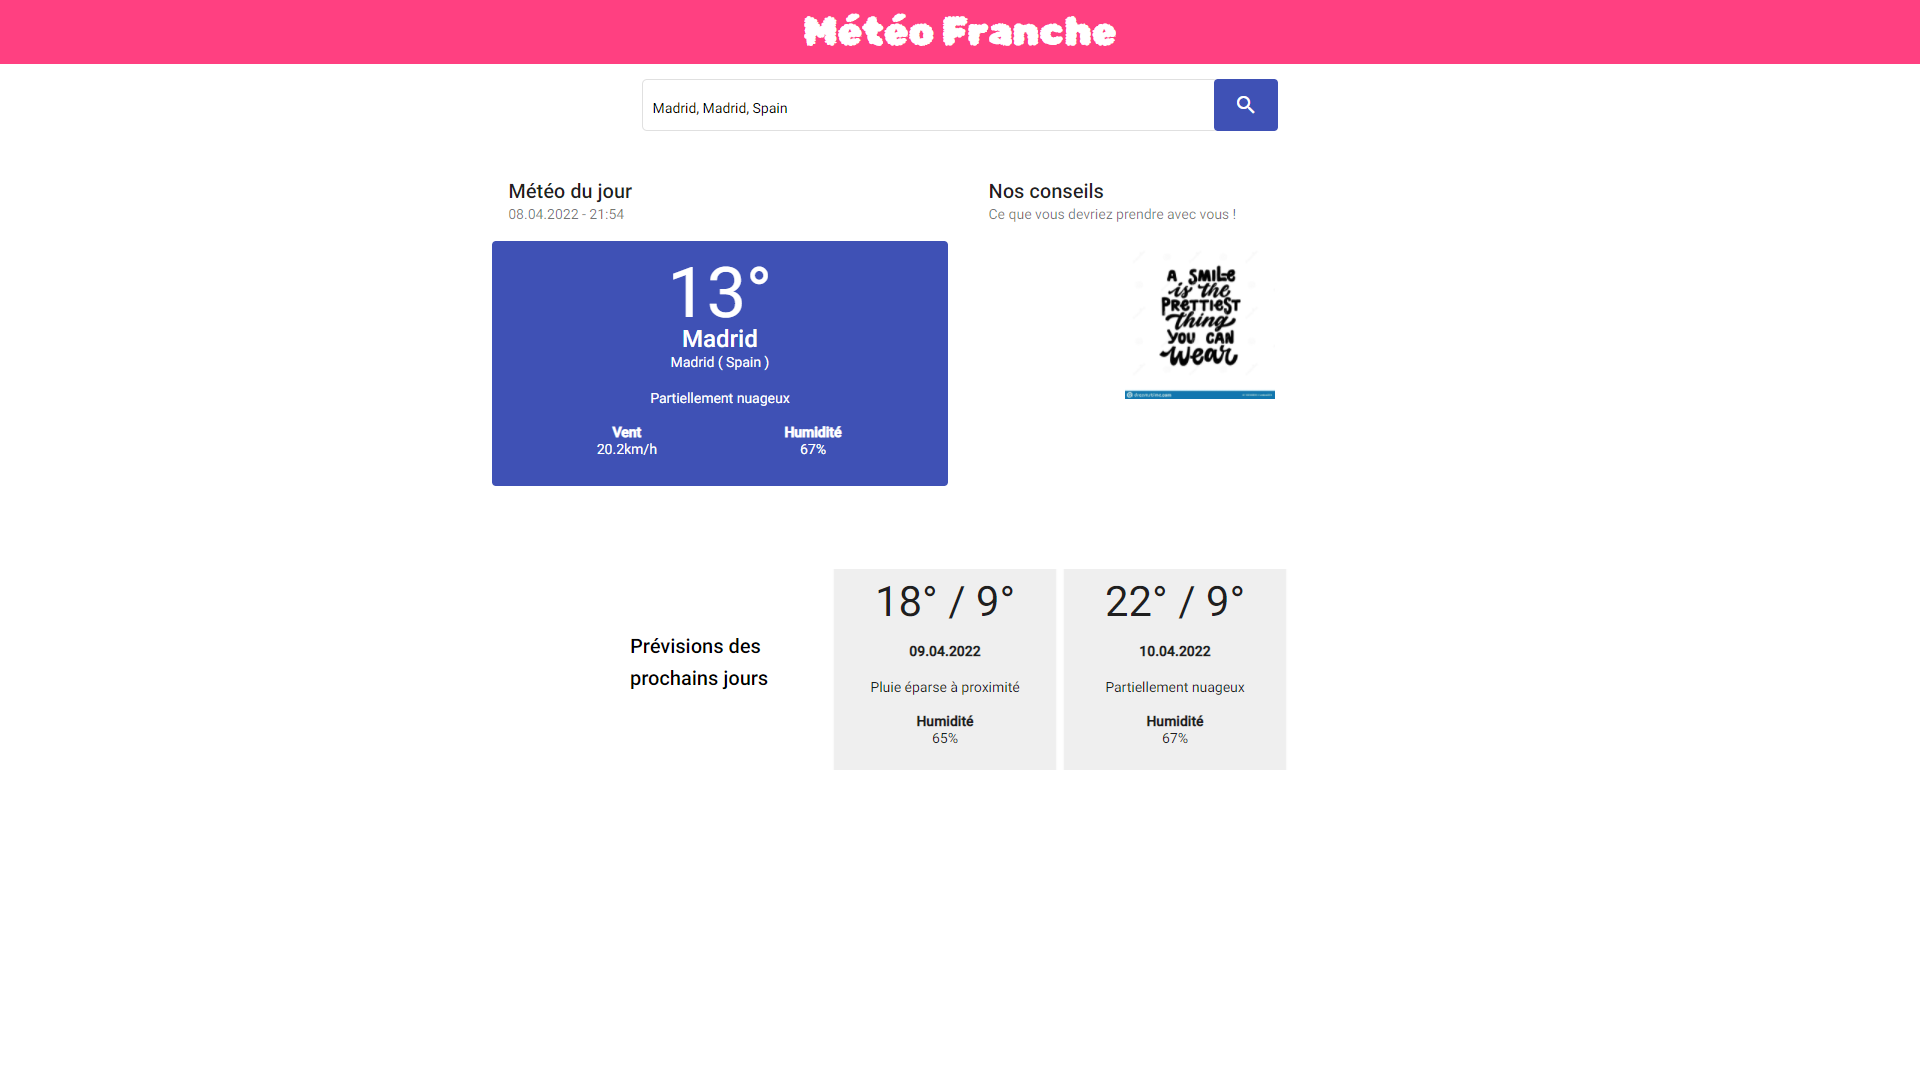 Météo Franche
Madrid, Madrid, Spain
Météo du jour
08.04.2022 - 21:54
13°
Madrid
Madrid ( Spain )
Partiellement nuageux
Vent
20.2km/h
Humidité
67%
Nos conseils
Ce que vous devriez prendre avec vous !
A SMiLe
is the
PRettieST
thing
YOU CAN
Wear
Prévisions des
prochains jours
18° / 9°
09.04.2022
Pluie éparse à proximité
Humidité
65%
22° / 9°
10.04.2022
Partiellement nuageux
Humidité
67%